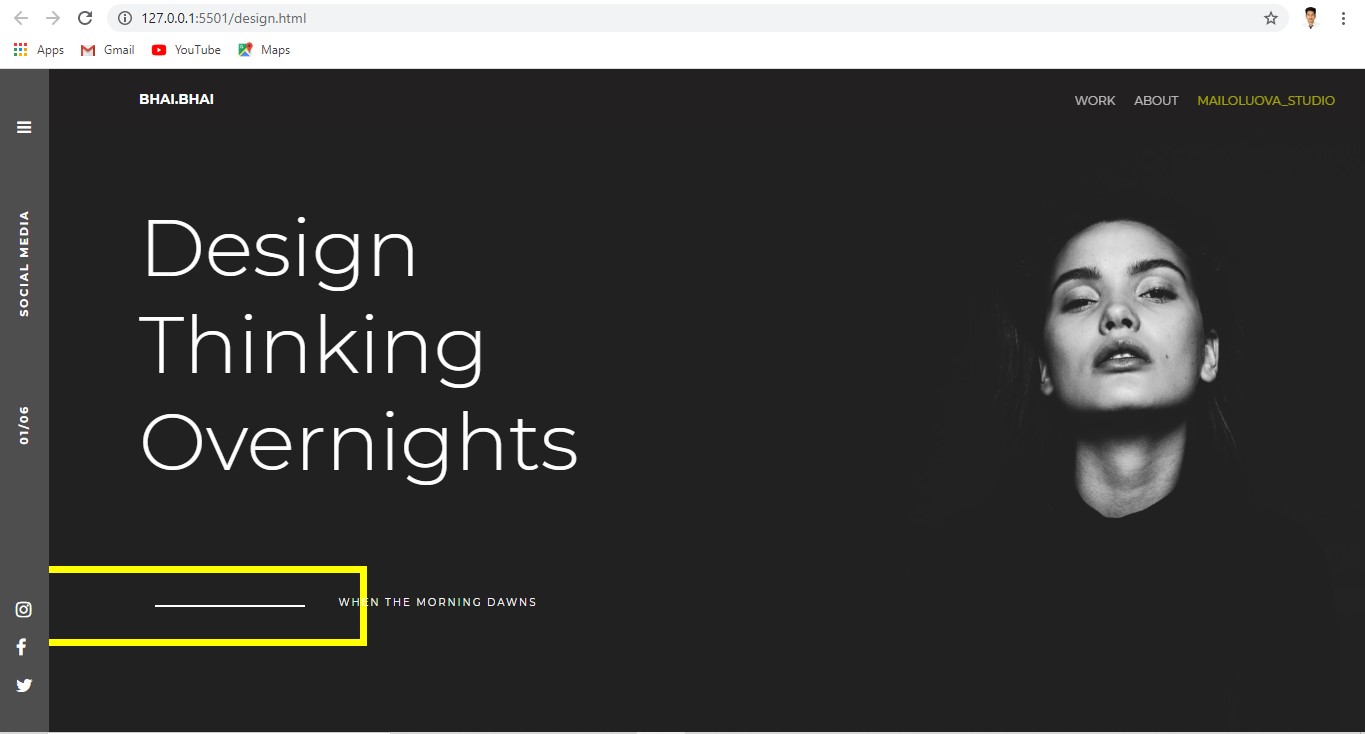 127.0.0.1:5501/design.html
Apps Gmail YouTube Maps
BHAI.BHAI
WORK ABOUT MAILOLUOVA_STUDIO
SOCIAL MEDIA
01/06
Design
Thinking
Overnights
WHEN THE MORNING DAWNS